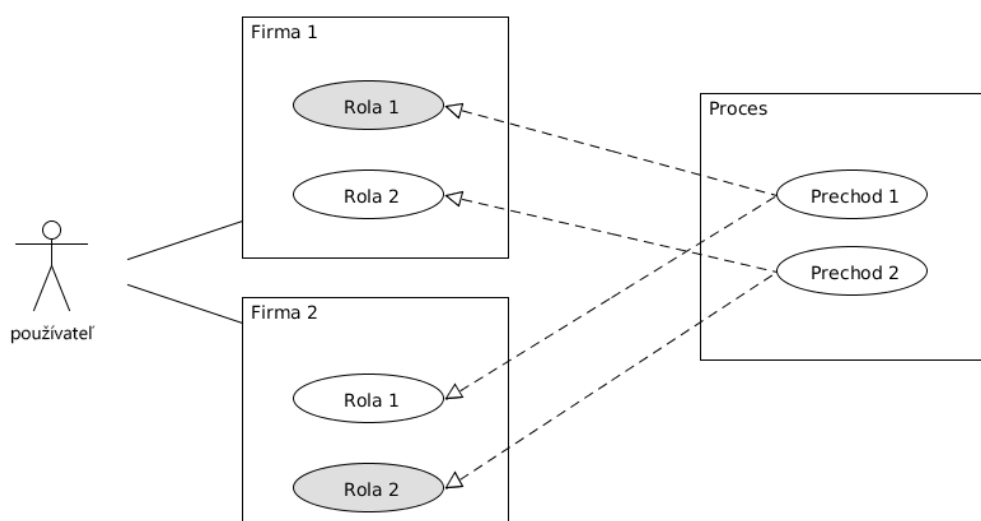 Firma 1
Rola 1
Rola 2
používateľ
Firma 2
Rola 1
Rola 2
Proces
Prechod 1
Prechod 2